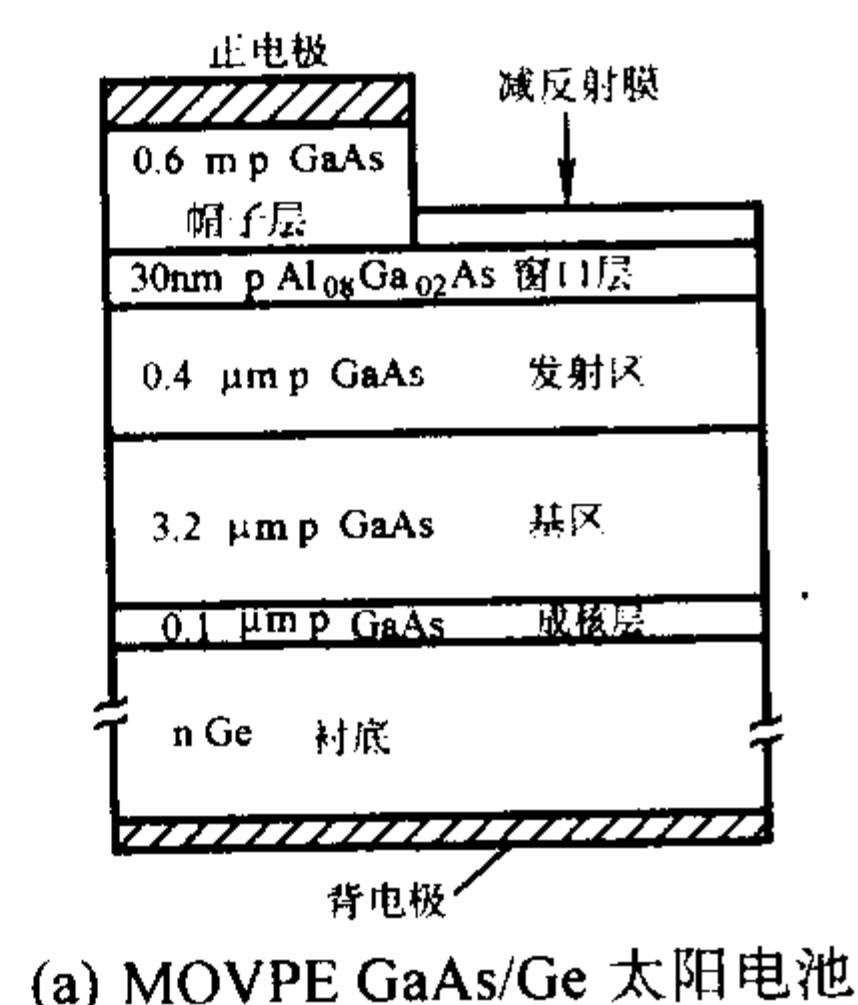 正电极
减反射膜
0.6 m p GaAs
帽子层
30nm p Al08Ga02As 窗口层
0.4 μm p GaAs 发射区
3.2 μm p GaAs 基区
0.1 μm p GaAs 成核层
n Ge 衬底
背电极
(a) MOVPE GaAs/Ge 太阳电池